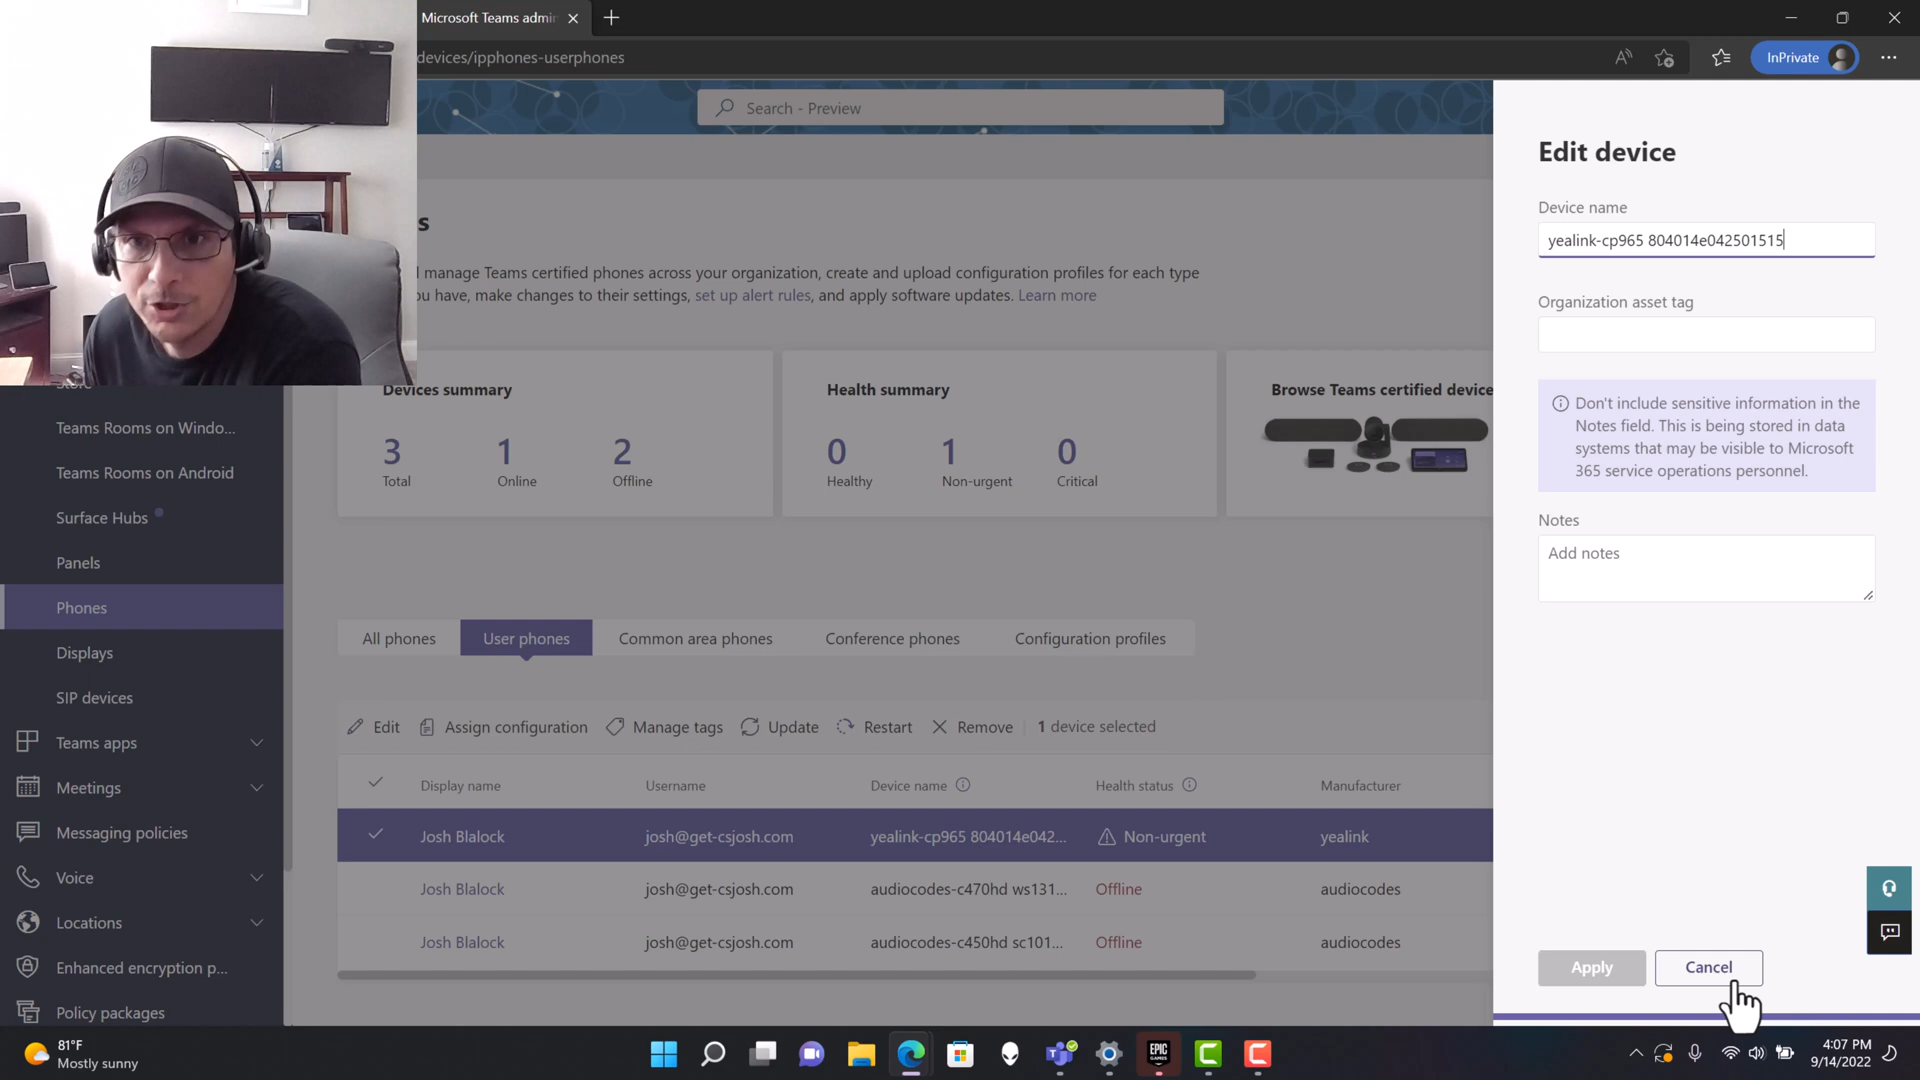 Microsoft Teams admi
devices/ipphones-userphones
InPrivate
Search - Preview
s
manage Teams certified phones across your organization, create and upload configuration profiles for each type
ou have, make changes to their settings, set up alert rules, and apply software updates. Learn more
Devices summary
3
Total
1
Online
2
Offline
Health summary
0
Healthy
1
Non-urgent
0
Critical
Browse Teams certified device
Teams Rooms on Windo...
Teams Rooms on Android
Surface Hubs
Panels
Phones
Displays
SIP devices
Teams apps
Meetings
Messaging policies
Voice
Locations
Enhanced encryption p...
Policy packages
All phones
User phones
Common area phones
Conference phones
Configuration profiles
Edit
Assign configuration
Manage tags
Update
Restart
Remove
1 device selected
Display name Username Device name Health status Manufacturer
Josh Blalock josh@get-csjosh.com yealink-cp965 804014e042... Non-urgent yealink
Josh Blalock josh@get-csjosh.com audiocodes-c470hd ws131... Offline audiocodes
Josh Blalock josh@get-csjosh.com audiocodes-c450hd sc101... Offline audiocodes
Edit device
Device name
yealink-cp965 804014e042501515
Organization asset tag
Don't include sensitive information in the
Notes field. This is being stored in data
systems that may be visible to Microsoft
365 service operations personnel.
Notes
Add notes
Apply
Cancel
81°F
Mostly sunny
EPIC
GAMES
4:07 PM
9/14/2022